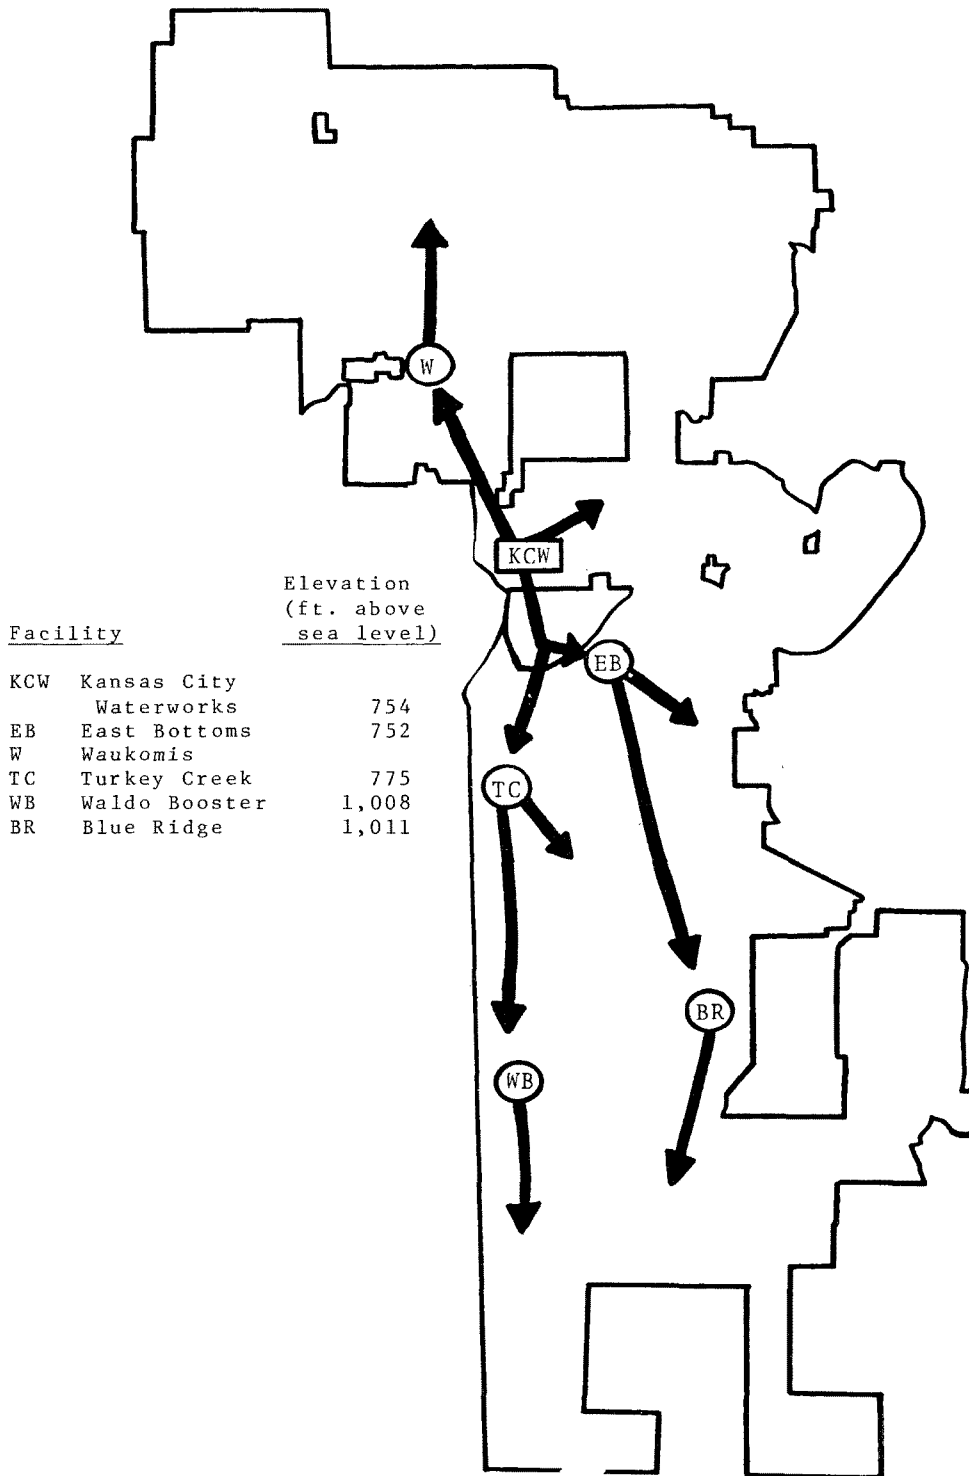 W
KCW
Elevation
(ft. above
Facility sea level)
KCW Kansas City
Waterworks 754
EB East Bottoms 752
W Waukomis
TC Turkey Creek 775
WB Waldo Booster 1,008
BR Blue Ridge 1,011
EB
TC
BR
WB